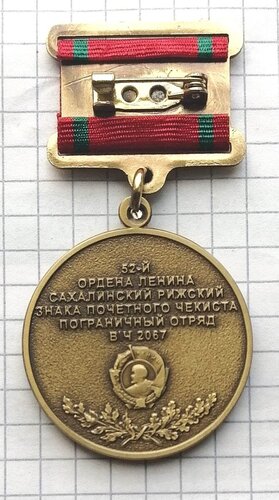 52-Й
ОРДЕНА ЛЕНИНА
САХАЛИНСКИЙ РИЖСКИЙ
ЗНАКА ПОЧЕТНОГО ЧЕКИСТА
ПОГРАНИЧНЫЙ ОТРЯД
В Ч 2067